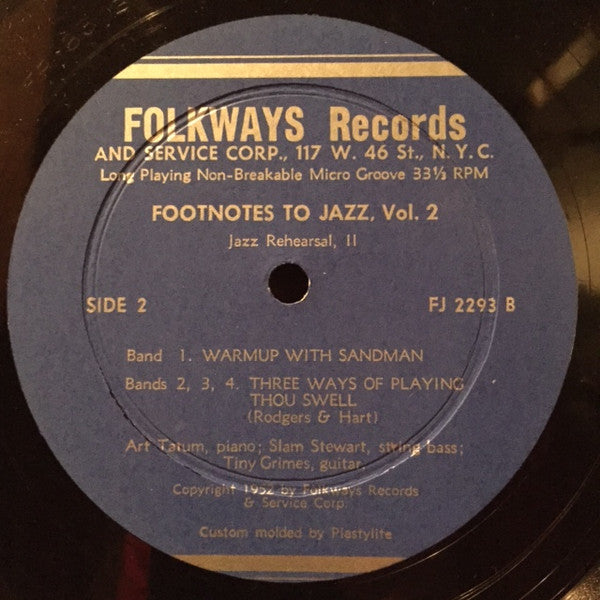 FOLKWAYS Records
AND SERVICE CORP., 117 W. 46 St., N. Y. C.
Long Playing Non-Breakable Micro Groove 33⅓ RPM
FOOTNOTES TO JAZZ, Vol. 2
Jazz Rehearsal, II
SIDE 2 FJ 2293 B
Band 1. WARMUP WITH SANDMAN
Bands 2, 3, 4. THREE WAYS OF PLAYING
THOU SWELL
(Rodgers & Hart)
Art Tatum, piano; Slam Stewart, string bass;
Tiny Grimes, guitar
Copyright 1952 by Folkways Records
& Service Corp.
Custom molded by Plastylite